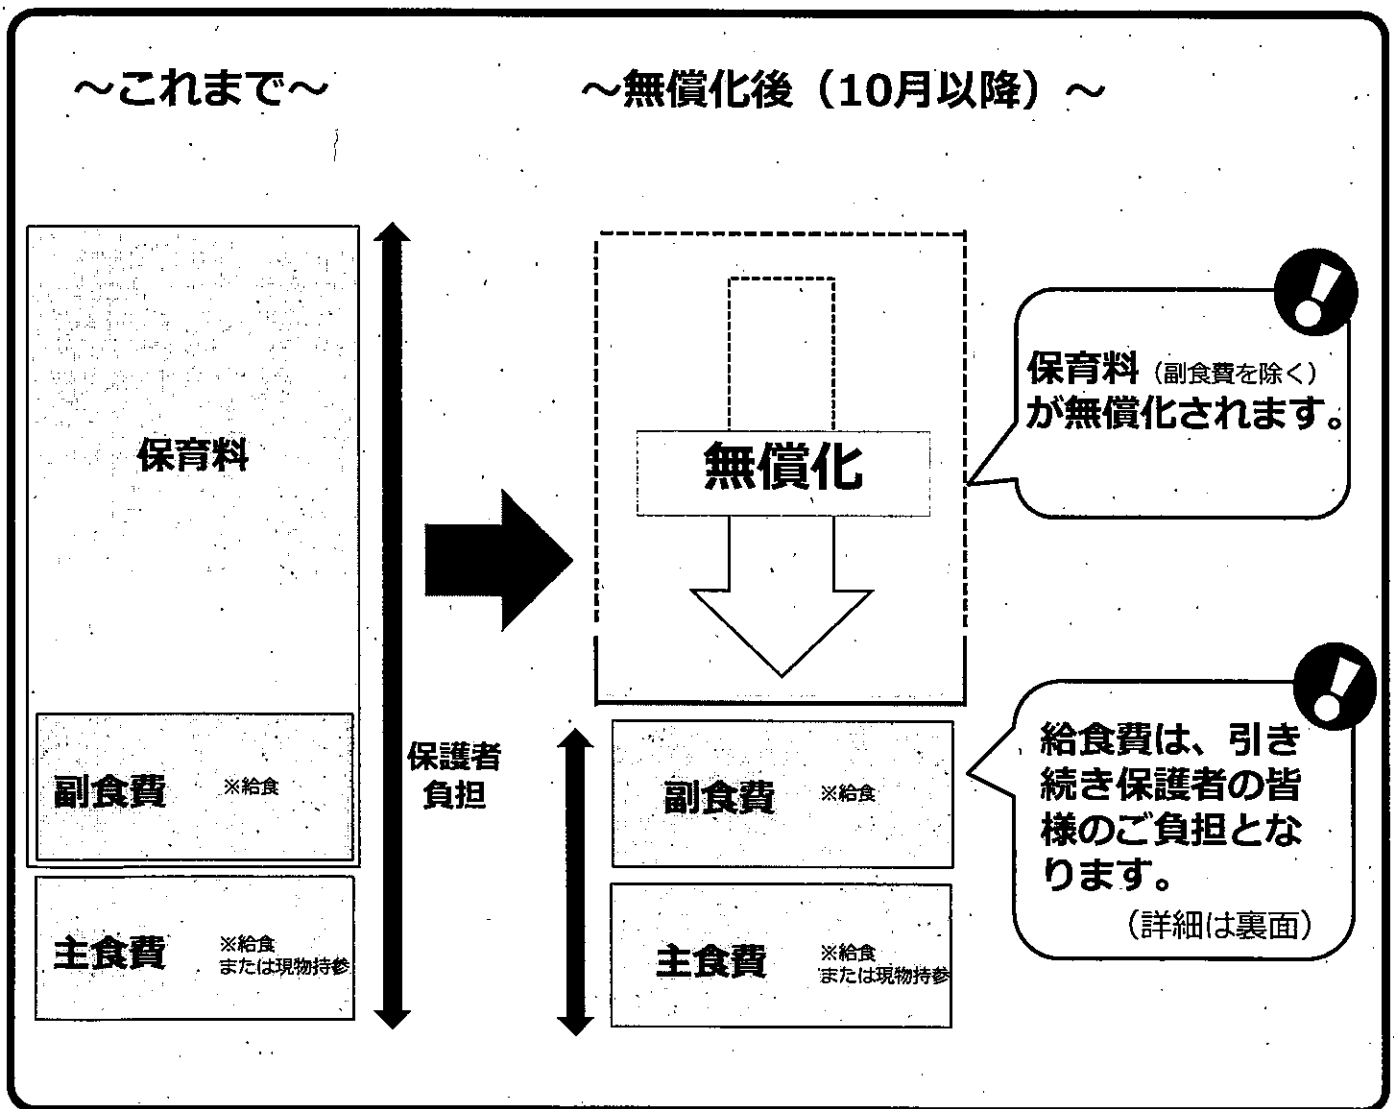 ～これまで～
～無償化後（10月以降）～
保育料
副食費
※給食
主食費
※給食
または現物持参
保護者
負担
無償化
副食費
※給食
主食費
※給食
または現物持参
保育料（副食費を除く）
が無償化されます。
給食費は、引き
続き保護者の皆
様のご負担とな
ります。
（詳細は裏面）